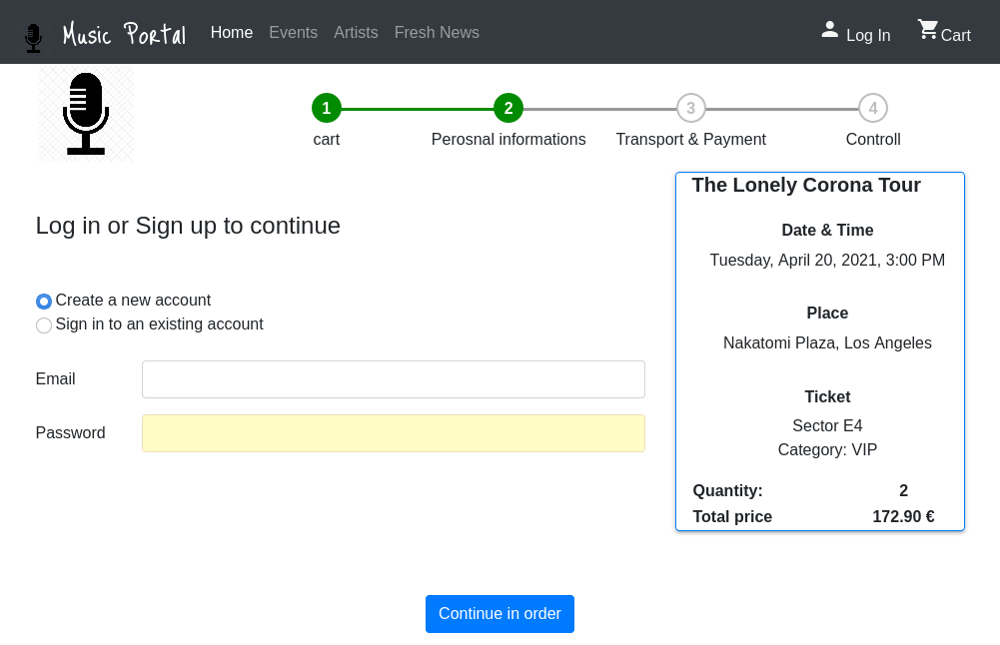 Music Portal Home Events Artists Fresh News Log In Cart
1 2 3 4
cart Perosnal informations Transport & Payment Controll
Log in or Sign up to continue
Create a new account
Sign in to an existing account
Email
Password
The Lonely Corona Tour
Date & Time
Tuesday, April 20, 2021, 3:00 PM
Place
Nakatomi Plaza, Los Angeles
Ticket
Sector E4
Category: VIP
Quantity: 2
Total price 172.90 €
Continue in order